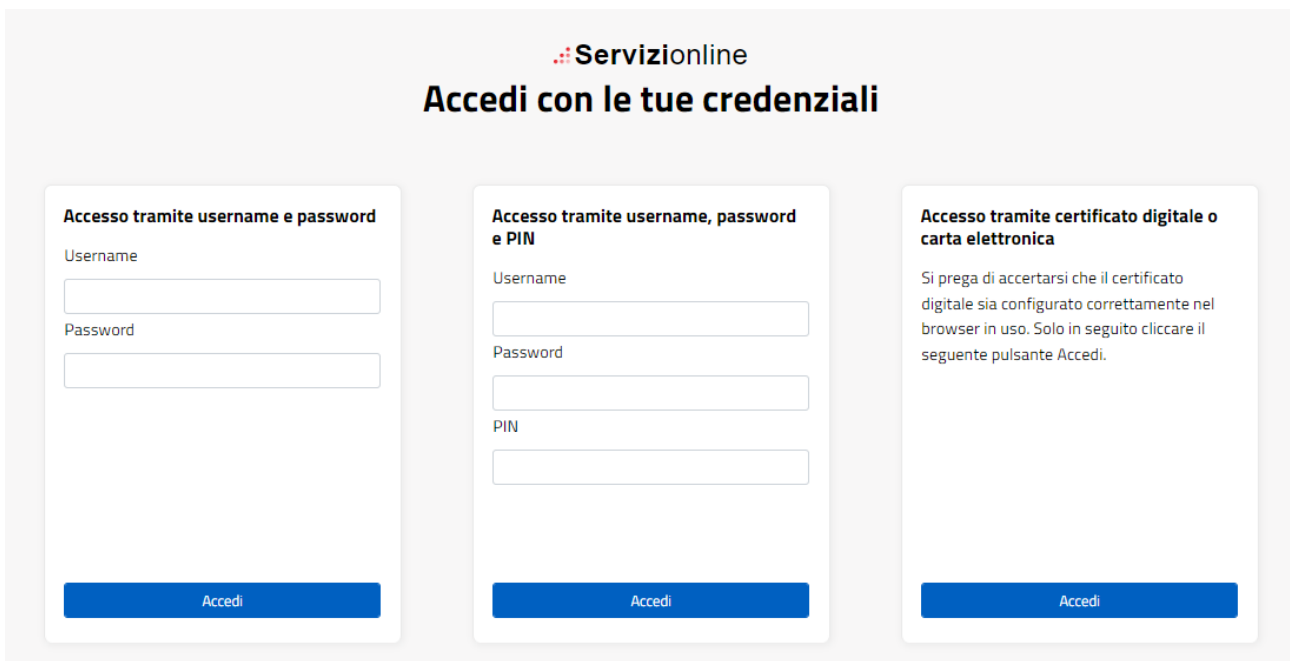 Servizionline
Accedi con le tue credenziali
Accesso tramite username e password
Username
Password
Accedi
Accesso tramite username, password
e PIN
Username
Password
PIN
Accedi
Accesso tramite certificato digitale o
carta elettronica
Si prega di accertarsi che il certificato
digitale sia configurato correttamente nel
browser in uso. Solo in seguito cliccare il
seguente pulsante Accedi.
Accedi